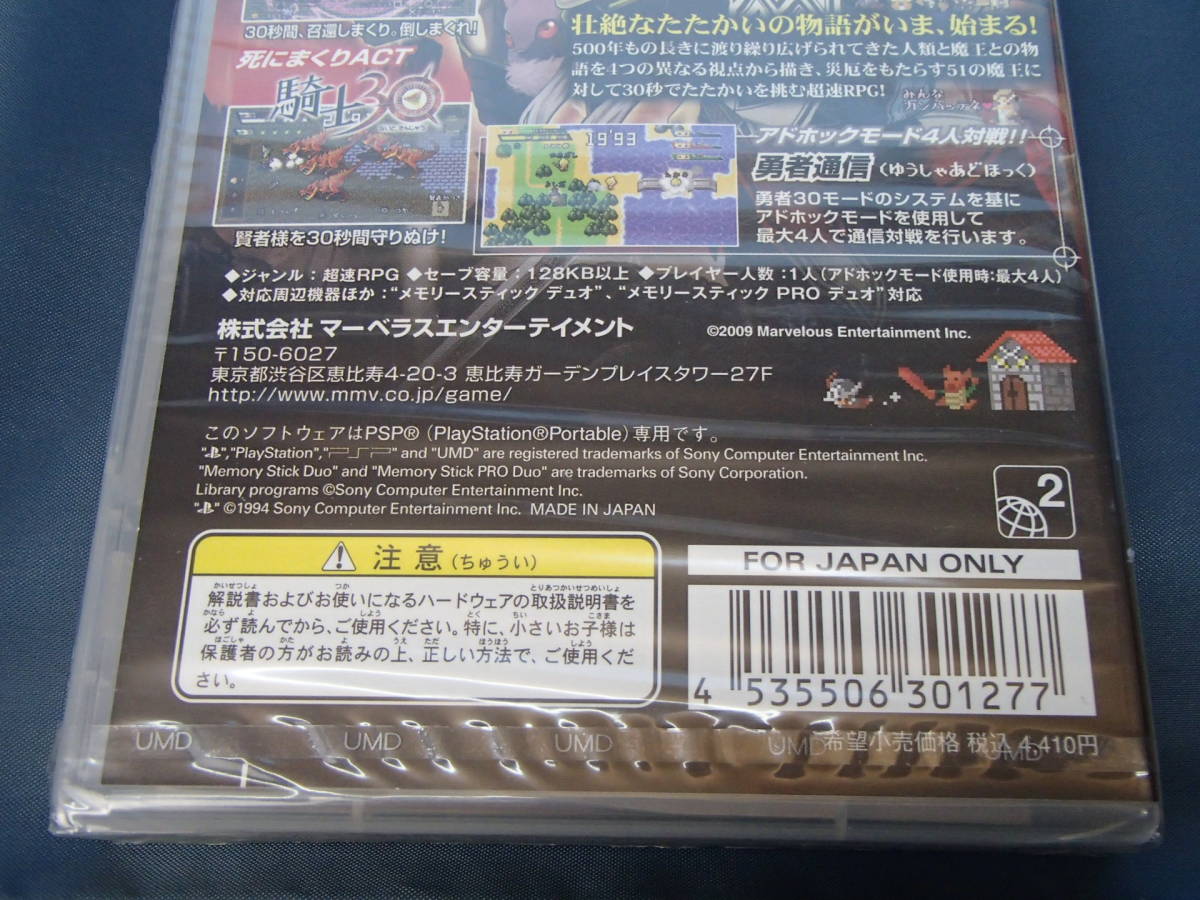 30秒間、召還しまくり。倒しまくれ!
死にまくりACT
騎士30
賢者様を30秒間守りぬけ!
壮絶なたたかいの物語がいま、始まる!
500年もの長きに渡り繰り広げられてきた人類と魔王との物
語を4つの異なる視点から描き、災厄をもたらす51の魔王に
対して30秒でたたかいを挑む超速RPG!
みんな
ガンバーデネ
19'93
アドホックモード4人対戦!!
勇者通信(ゆうしゃあどほっく)
勇者30モードのシステムを基に
アドホックモードを使用して
最大4人で通信対戦を行います。
◆ジャンル:超速RPG ◆セーブ容量:128KB以上 ◆プレイヤー人数:1人(アドホックモード使用時:最大4人)
◆対応周辺機器ほか:“メモリースティック デュオ”、“メモリースティック PRO デュオ”対応
株式会社 マーベラスエンターテイメント
©2009 Marvelous Entertainment Inc.
〒150-6027
東京都渋谷区恵比寿4-20-3 恵比寿ガーデンプレイスタワー27F
http://www.mmv.co.jp/game/
このソフトウェアはPSP®(PlayStation®Portable)専用です。
"PS","PlayStation","PSP" and "UMD" are registered trademarks of Sony Computer Entertainment Inc.
"Memory Stick Duo" and "Memory Stick PRO Duo" are trademarks of Sony Corporation.
Library programs ©Sony Computer Entertainment Inc.
"PS" ©1994 Sony Computer Entertainment Inc. MADE IN JAPAN
2
注意(ちゅうい)
解説書およびお使いになるハードウェアの取扱説明書を
必ず読んでから、ご使用ください。特に、小さいお子様は
保護者の方がお読みの上、正しい方法で、ご使用くだ
さい。
FOR JAPAN ONLY
4 535506 301277
UMD UMD UMD UMD UMD
希望小売価格 税込 4,410円